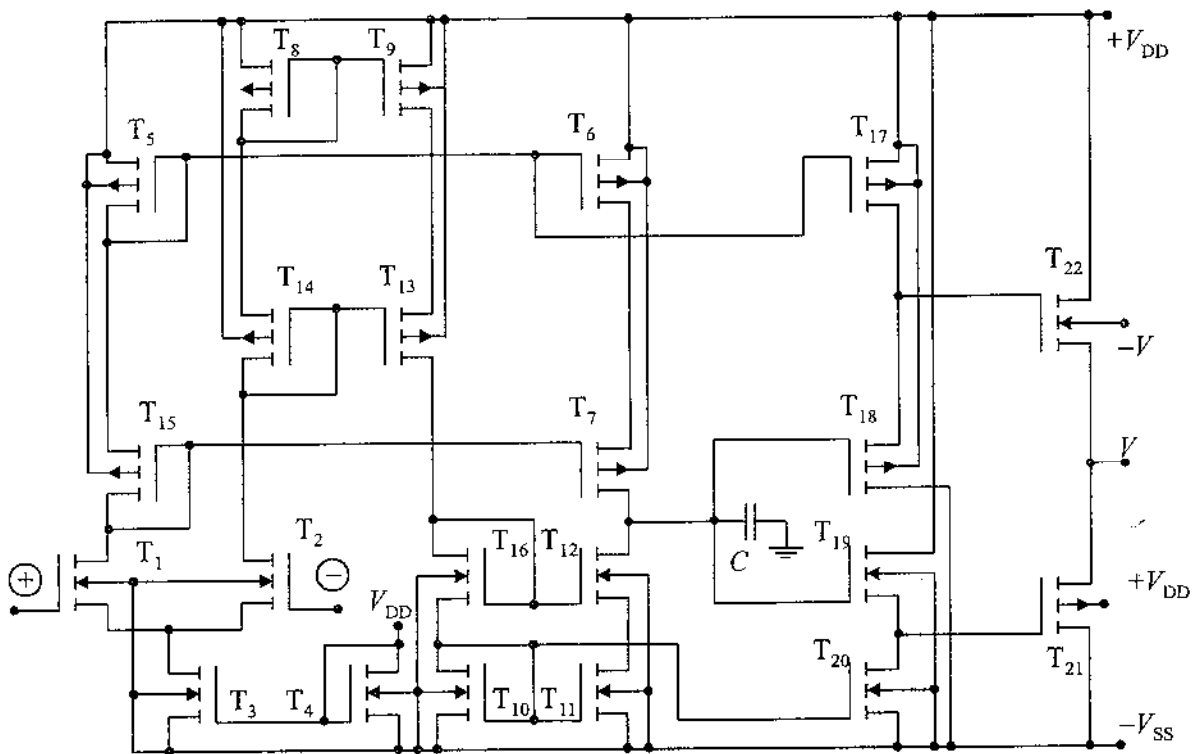 +V_DD
T_8
T_9
T_5
T_6
T_17
T_14
T_13
T_22
-V
T_15
T_7
T_18
V
+
T_1
T_2
−
T_16
T_12
C
T_19
V_DD
+V_DD
T_3
T_4
T_10
T_11
T_20
T_21
-V_SS